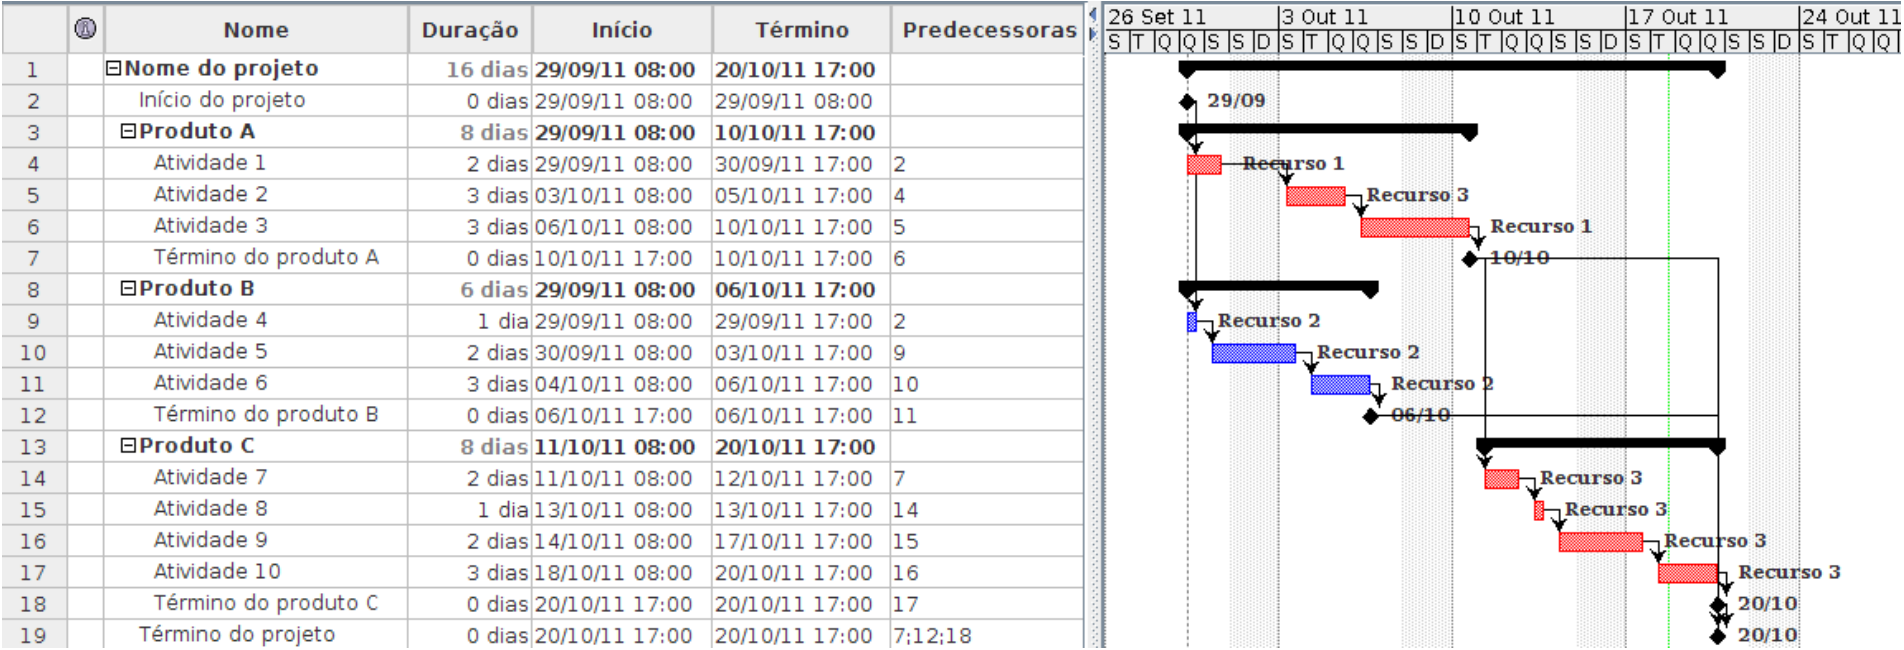 26 Set 11 3 Out 11 10 Out 11 17 Out 11 24 Out 11
Nome Duração Início Término Predecessoras S T Q Q S S D S T Q Q S S D S T Q Q S S D S T Q Q S S D S T Q Q
1 Nome do projeto 16 dias 29/09/11 08:00 20/10/11 17:00
2 Início do projeto 0 dias 29/09/11 08:00 29/09/11 08:00 29/09
3 Produto A 8 dias 29/09/11 08:00 10/10/11 17:00
4 Atividade 1 2 dias 29/09/11 08:00 30/09/11 17:00 2 Recurso 1
5 Atividade 2 3 dias 03/10/11 08:00 05/10/11 17:00 4 Recurso 3
6 Atividade 3 3 dias 06/10/11 08:00 10/10/11 17:00 5 Recurso 1
7 Término do produto A 0 dias 10/10/11 17:00 10/10/11 17:00 6 10/10
8 Produto B 6 dias 29/09/11 08:00 06/10/11 17:00
9 Atividade 4 1 dia 29/09/11 08:00 29/09/11 17:00 2 Recurso 2
10 Atividade 5 2 dias 30/09/11 08:00 03/10/11 17:00 9 Recurso 2
11 Atividade 6 3 dias 04/10/11 08:00 06/10/11 17:00 10 Recurso 2
12 Término do produto B 0 dias 06/10/11 17:00 06/10/11 17:00 11 06/10
13 Produto C 8 dias 11/10/11 08:00 20/10/11 17:00
14 Atividade 7 2 dias 11/10/11 08:00 12/10/11 17:00 7 Recurso 3
15 Atividade 8 1 dia 13/10/11 08:00 13/10/11 17:00 14 Recurso 3
16 Atividade 9 2 dias 14/10/11 08:00 17/10/11 17:00 15 Recurso 3
17 Atividade 10 3 dias 18/10/11 08:00 20/10/11 17:00 16 Recurso 3
18 Término do produto C 0 dias 20/10/11 17:00 20/10/11 17:00 17 20/10
19 Término do projeto 0 dias 20/10/11 17:00 20/10/11 17:00 7;12;18 20/10